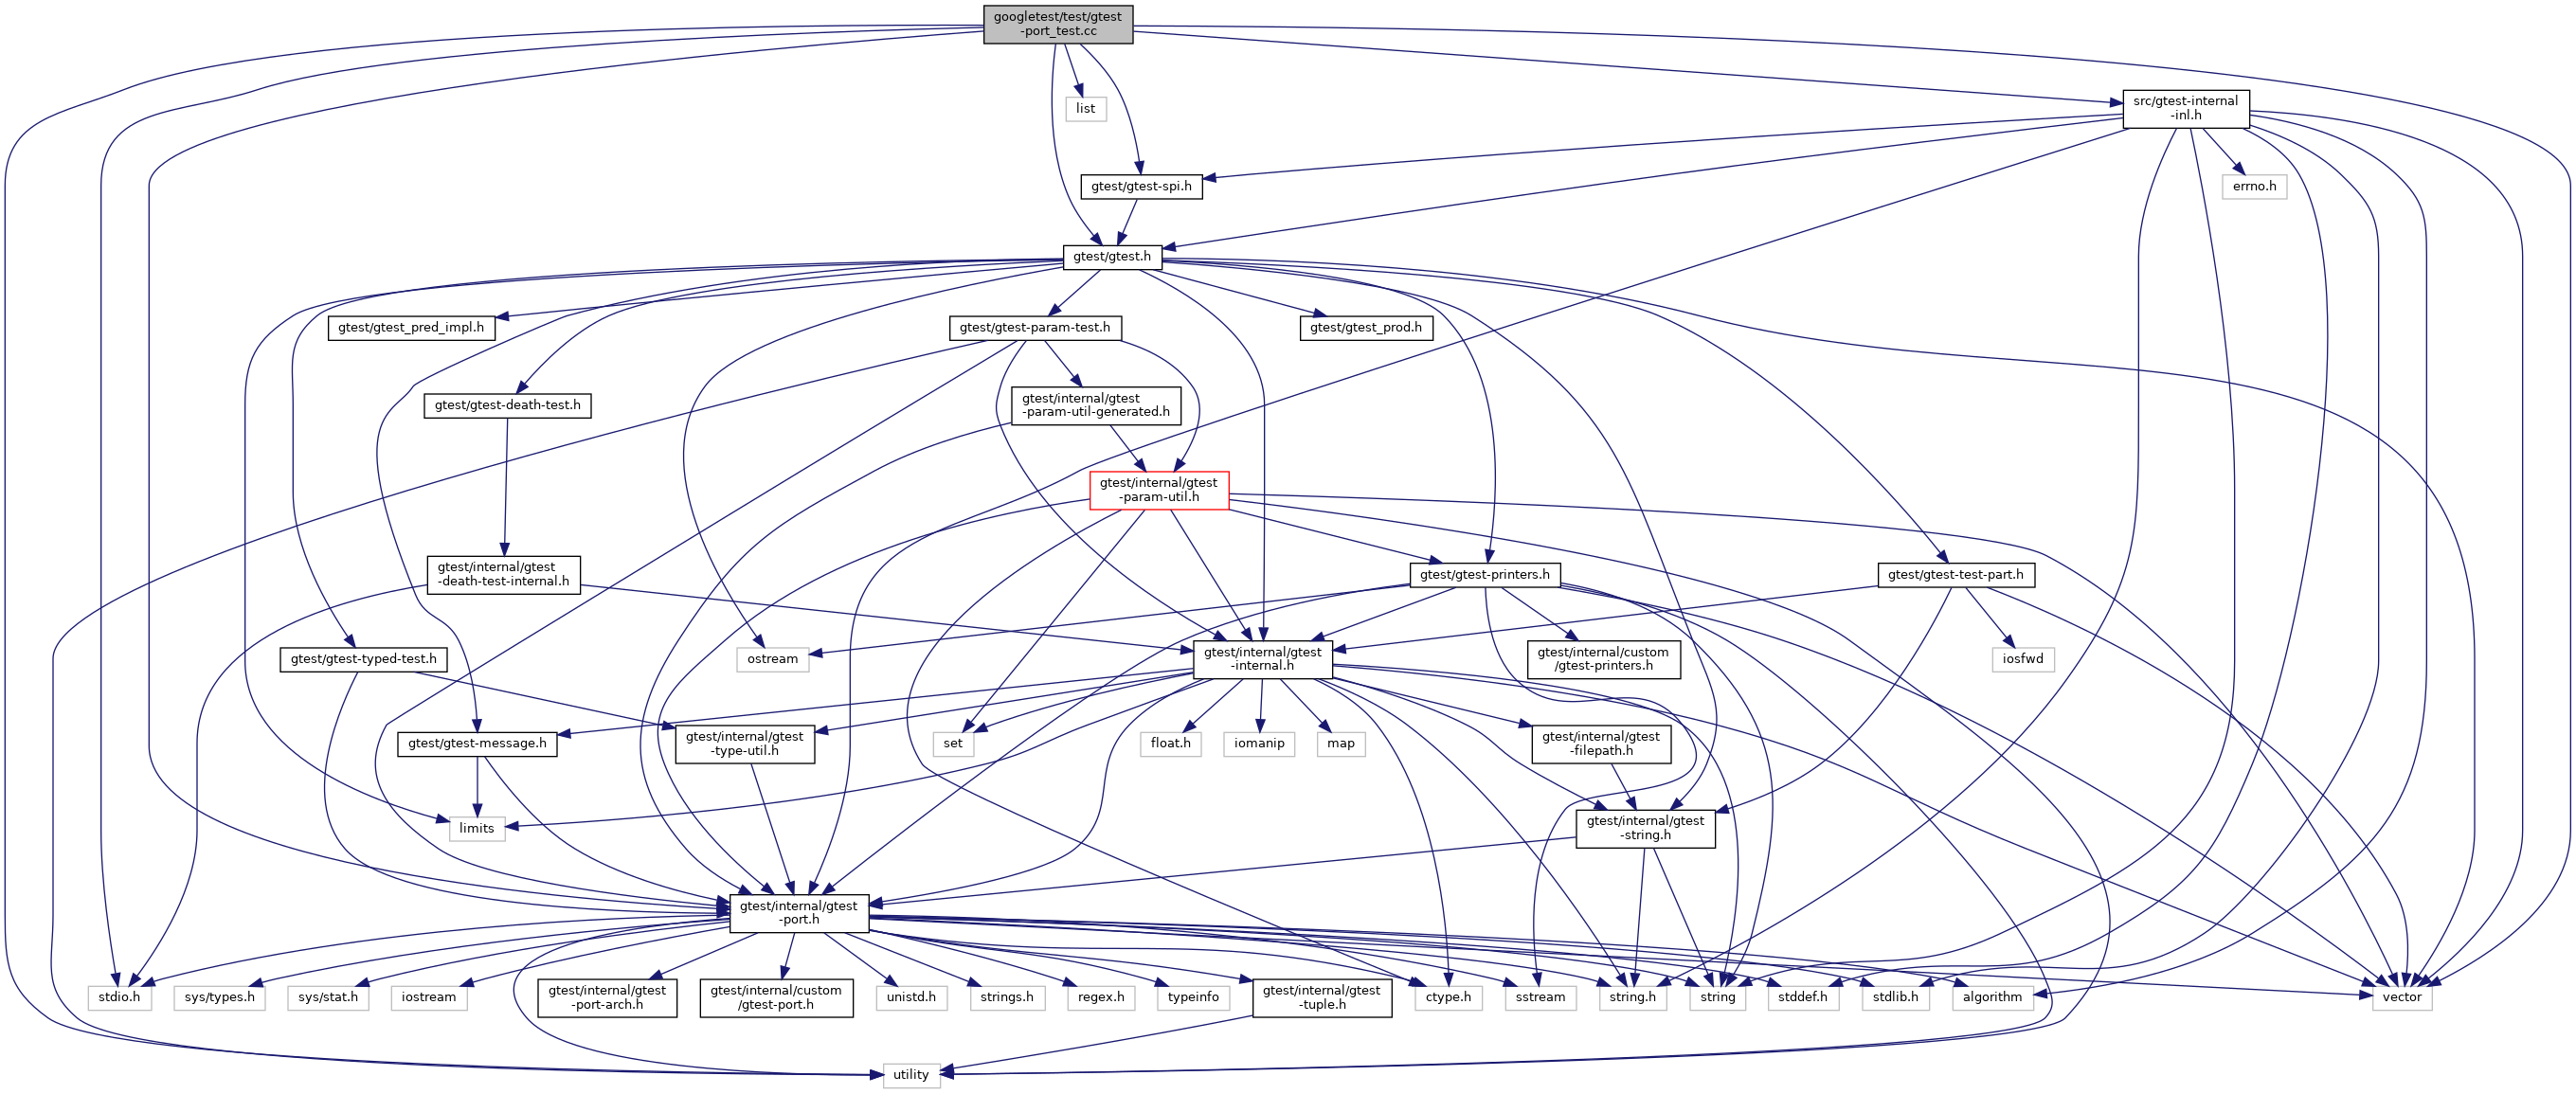 googletest/test/gtest
-port_test.cc
list
src/gtest-internal
-inl.h
gtest/gtest-spi.h
errno.h
gtest/gtest.h
gtest/gtest_pred_impl.h
gtest/gtest-param-test.h
gtest/gtest_prod.h
gtest/gtest-death-test.h
gtest/internal/gtest
-param-util-generated.h
gtest/internal/gtest
-param-util.h
gtest/internal/gtest
-death-test-internal.h
gtest/gtest-printers.h
gtest/gtest-test-part.h
gtest/gtest-typed-test.h
ostream
gtest/internal/gtest
-internal.h
gtest/internal/custom
/gtest-printers.h
iosfwd
gtest/gtest-message.h
gtest/internal/gtest
-type-util.h
set
float.h
iomanip
map
gtest/internal/gtest
-filepath.h
limits
gtest/internal/gtest
-string.h
gtest/internal/gtest
-port.h
stdio.h
sys/types.h
sys/stat.h
iostream
gtest/internal/gtest
-port-arch.h
gtest/internal/custom
/gtest-port.h
unistd.h
strings.h
regex.h
typeinfo
gtest/internal/gtest
-tuple.h
ctype.h
sstream
string.h
string
stddef.h
stdlib.h
algorithm
vector
utility